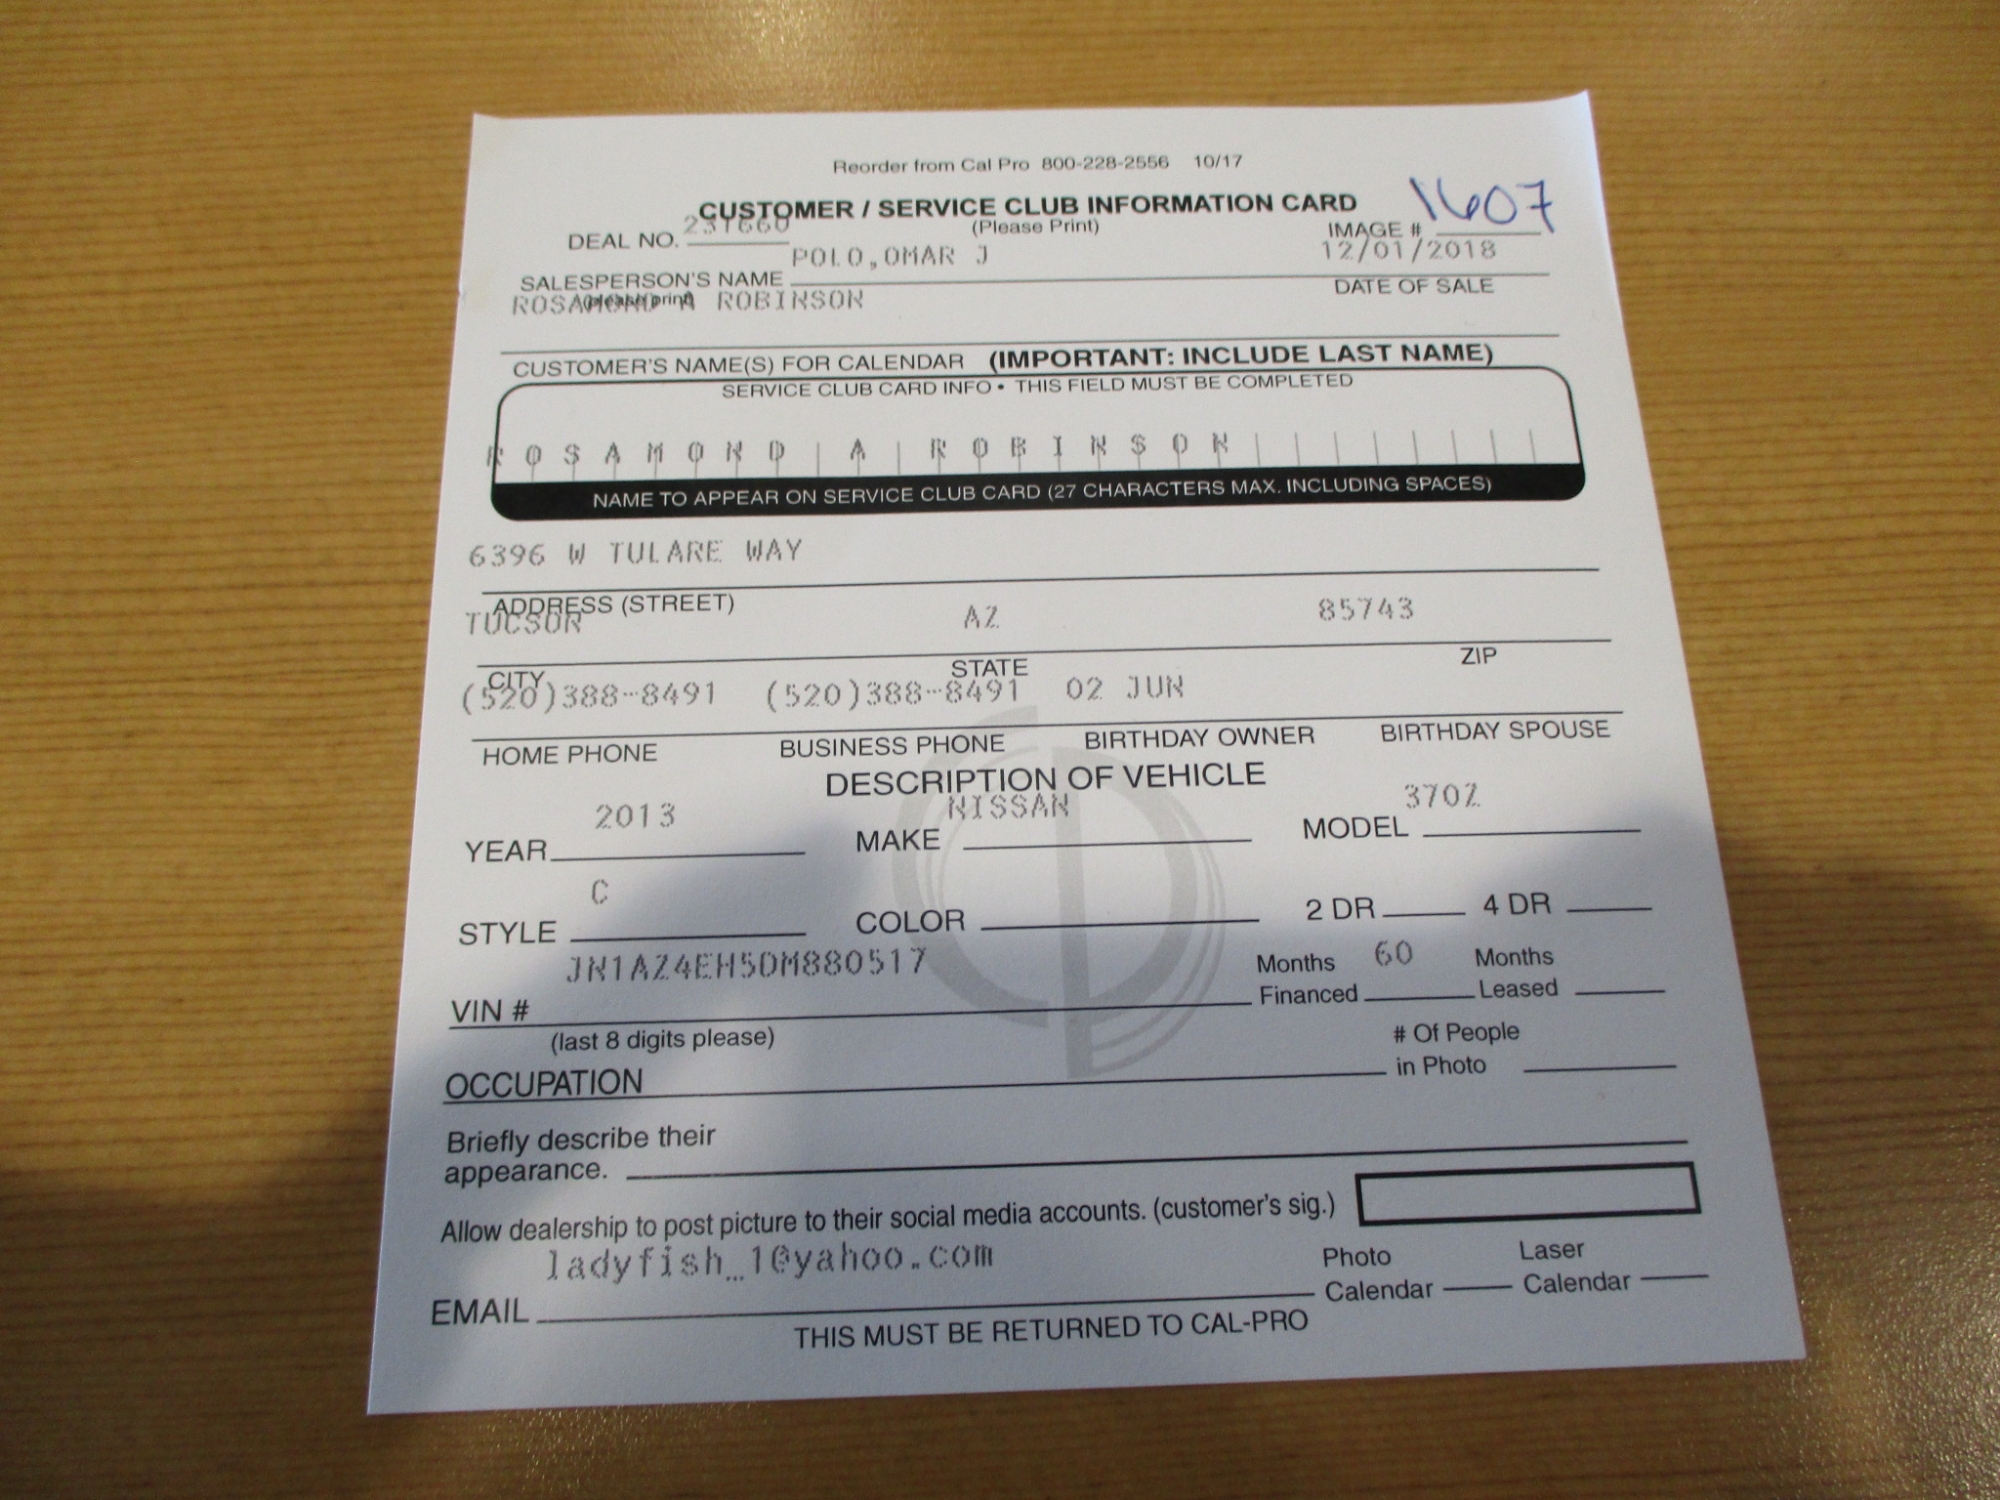 Reorder from Cal Pro 800-228-2556 10/17
CUSTOMER / SERVICE CLUB INFORMATION CARD 1607
DEAL NO. 231660 (Please Print) IMAGE #
POLO,OMAR J 12/01/2018
SALESPERSON'S NAME DATE OF SALE
ROSAMOND A ROBINSON (please print)
CUSTOMER'S NAME(S) FOR CALENDAR (IMPORTANT: INCLUDE LAST NAME)
SERVICE CLUB CARD INFO • THIS FIELD MUST BE COMPLETED
ROSAMOND A ROBINSON
NAME TO APPEAR ON SERVICE CLUB CARD (27 CHARACTERS MAX. INCLUDING SPACES)
6396 W TULARE WAY
ADDRESS (STREET)
TUCSON AZ 85743
CITY STATE ZIP
(520)388-8491 (520)388-8491 02 JUN
HOME PHONE BUSINESS PHONE BIRTHDAY OWNER BIRTHDAY SPOUSE
DESCRIPTION OF VEHICLE
2013 NISSAN 370Z
YEAR MAKE MODEL
C
STYLE COLOR 2 DR 4 DR
JN1AZ4EH5DM880517 Months 60 Months
VIN # Financed Leased
(last 8 digits please) # Of People
OCCUPATION in Photo
Briefly describe their
appearance.
Allow dealership to post picture to their social media accounts. (customer's sig.)
ladyfish_1@yahoo.com Photo Laser
EMAIL Calendar Calendar
THIS MUST BE RETURNED TO CAL-PRO